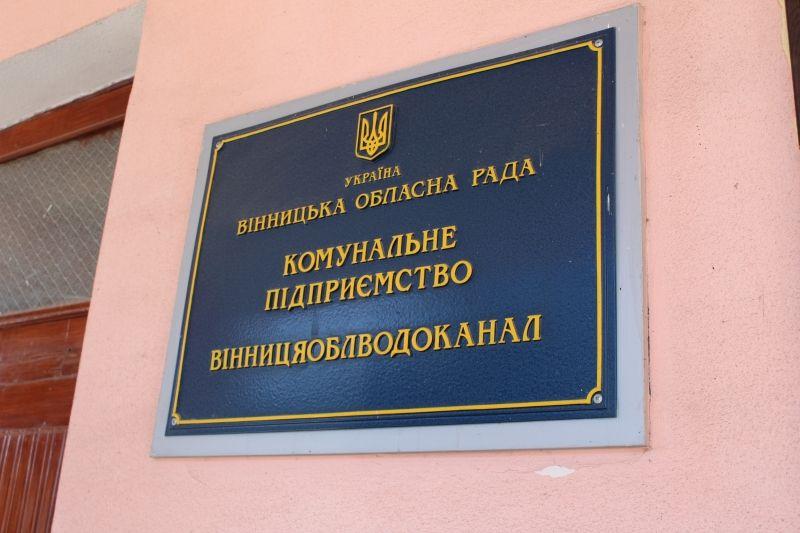 УКРАЇНА
ВІННИЦЬКА ОБЛАСНА РАДА
КОМУНАЛЬНЕ
ПІДПРИЄМСТВО
ВІННИЦЯОБЛВОДОКАНАЛ